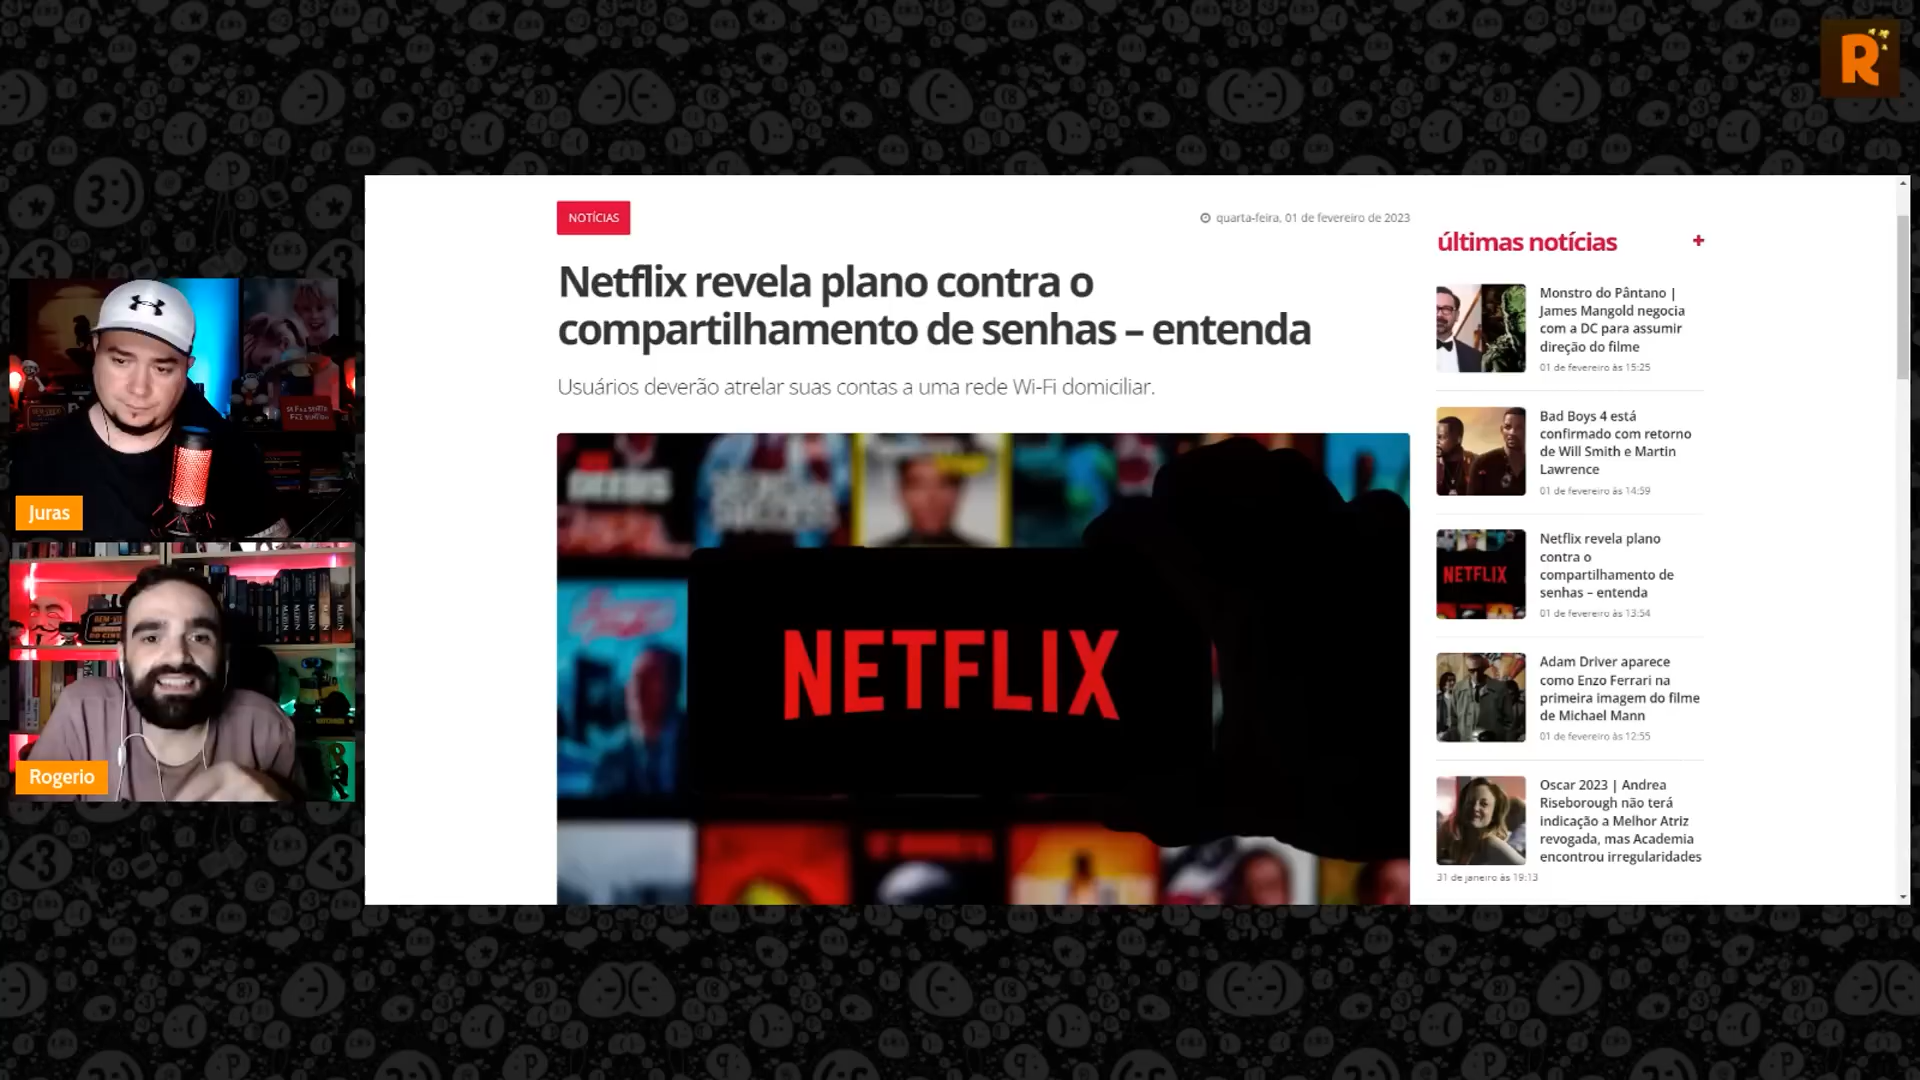 R
NOTÍCIAS
quarta-feira, 01 de fevereiro de 2023
Netflix revela plano contra o
compartilhamento de senhas – entenda
Usuários deverão atrelar suas contas a uma rede Wi-Fi domiciliar.
NETFLIX
últimas notícias
+
Monstro do Pântano |
James Mangold negocia
com a DC para assumir
direção do filme
01 de fevereiro às 15:25
Bad Boys 4 está
confirmado com retorno
de Will Smith e Martin
Lawrence
01 de fevereiro às 14:59
NETFLIX
Netflix revela plano
contra o
compartilhamento de
senhas – entenda
01 de fevereiro às 13:54
Adam Driver aparece
como Enzo Ferrari na
primeira imagem do filme
de Michael Mann
01 de fevereiro às 12:55
Oscar 2023 | Andrea
Riseborough não terá
indicação a Melhor Atriz
revogada, mas Academia
encontrou irregularidades
31 de janeiro às 19:13
Juras
Rogerio